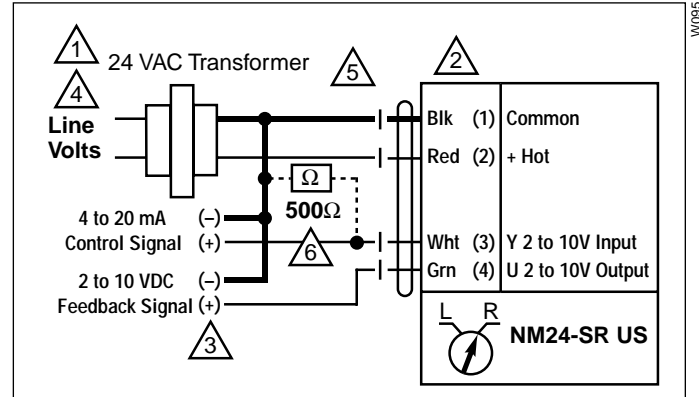 W095
1
24 VAC Transformer
5
2
4
Line
Volts
Blk (1) Common
Red (2) + Hot
Ω
500Ω
4 to 20 mA (–)
Control Signal (+)
6
Wht (3) Y 2 to 10V Input
2 to 10 VDC (–)
Grn (4) U 2 to 10V Output
Feedback Signal (+)
3
L R
NM24-SR US